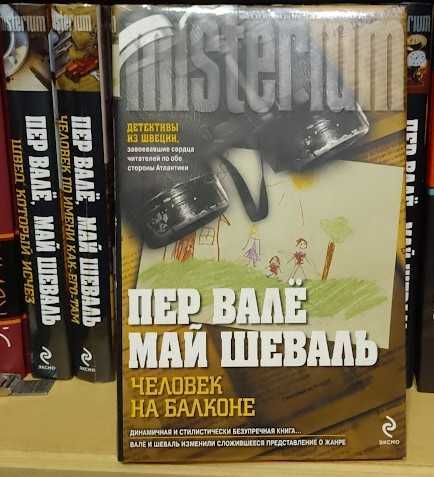 misterium
ДЕТЕКТИВЫ
ИЗ ШВЕЦИИ,
завоевавшие сердца
читателей по обе
стороны Атлантики
ПЕР ВАЛЁ
МАЙ ШЕВАЛЬ
ЧЕЛОВЕК
НА БАЛКОНЕ
ДИНАМИЧНАЯ И СТИЛИСТИЧЕСКИ БЕЗУПРЕЧНАЯ КНИГА...
ВАЛЕ И ШЕВАЛЬ ИЗМЕНИЛИ СЛОЖИВШЕЕСЯ ПРЕДСТАВЛЕНИЕ О ЖАНРЕ
ЭКСМО
ПЕР ВАЛЁ, МАЙ ШЕВАЛЬ
ШВЕД, КОТОРЫЙ ИСЧЕЗ
ЭКСМО
ПЕР ВАЛЁ, МАЙ ШЕВАЛЬ
ЧЕЛОВЕК ПО ИМЕНИ КАК-ЕГО-ТАМ
ЭКСМО